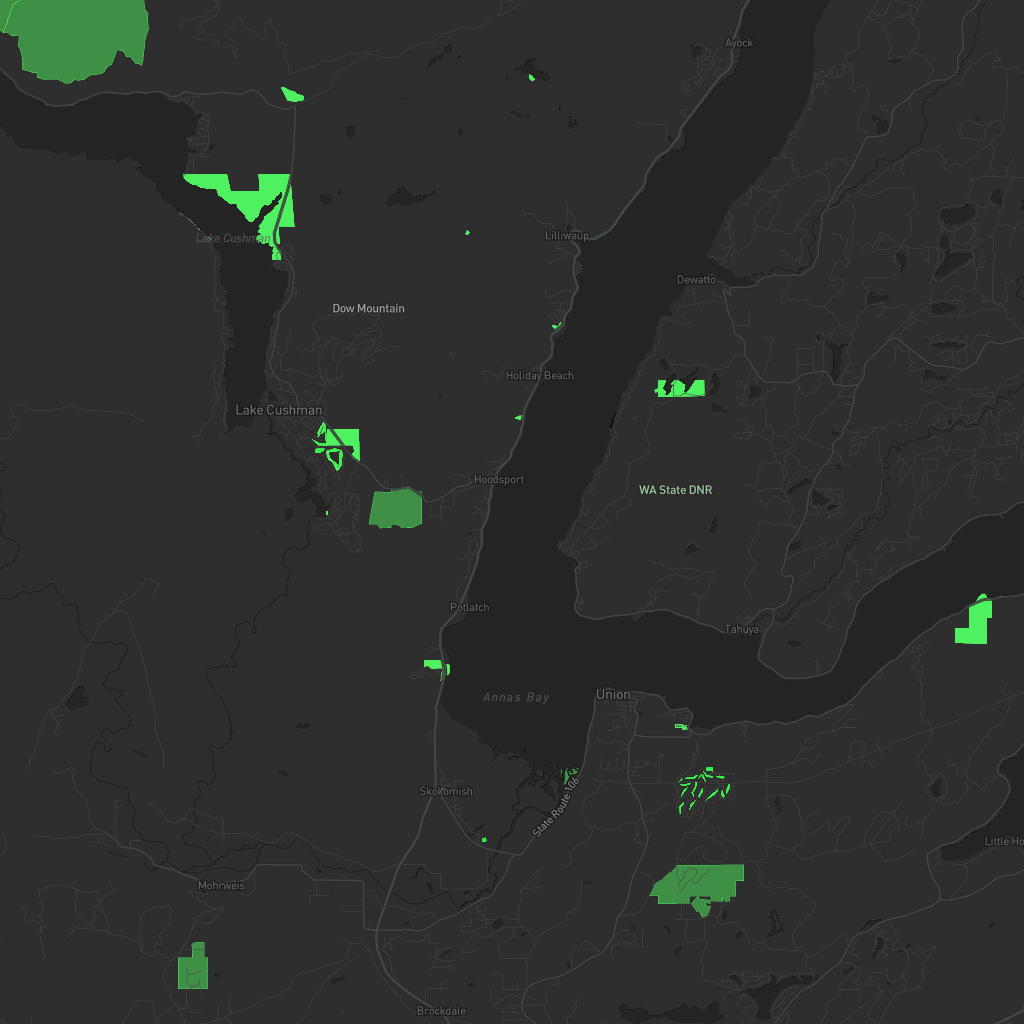 Ayock
Lilliwaup
Lake Cushman
Dewatto
Dow Mountain
Holiday Beach
Lake Cushman
Hoodsport
WA State DNR
Potlatch
Tahuya
Annas Bay
Union
Skokomish
State Route 106
Little Ho
Mohrweis
Brockdale